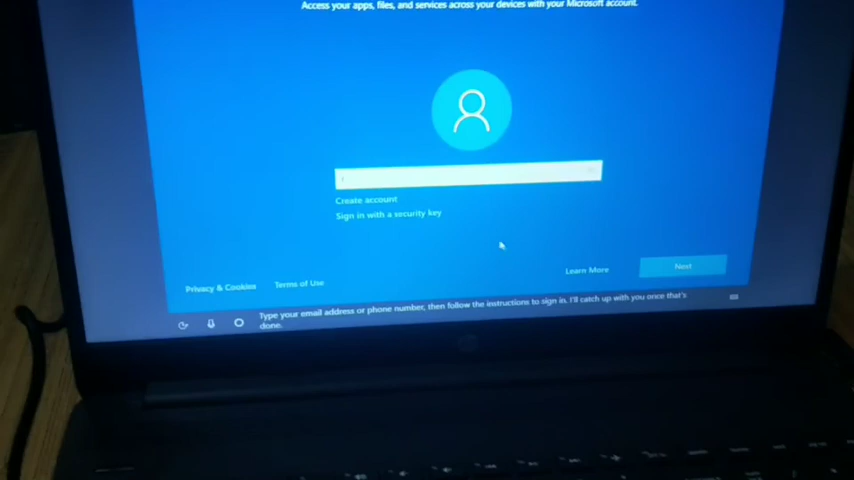 Access your apps, files, and services across your devices with your Microsoft account.
Create account
Sign in with a security key
Learn More
Next
Privacy & Cookies
Terms of Use
Type your email address or phone number, then follow the instructions to sign in. I'll catch up with you once that's
done.